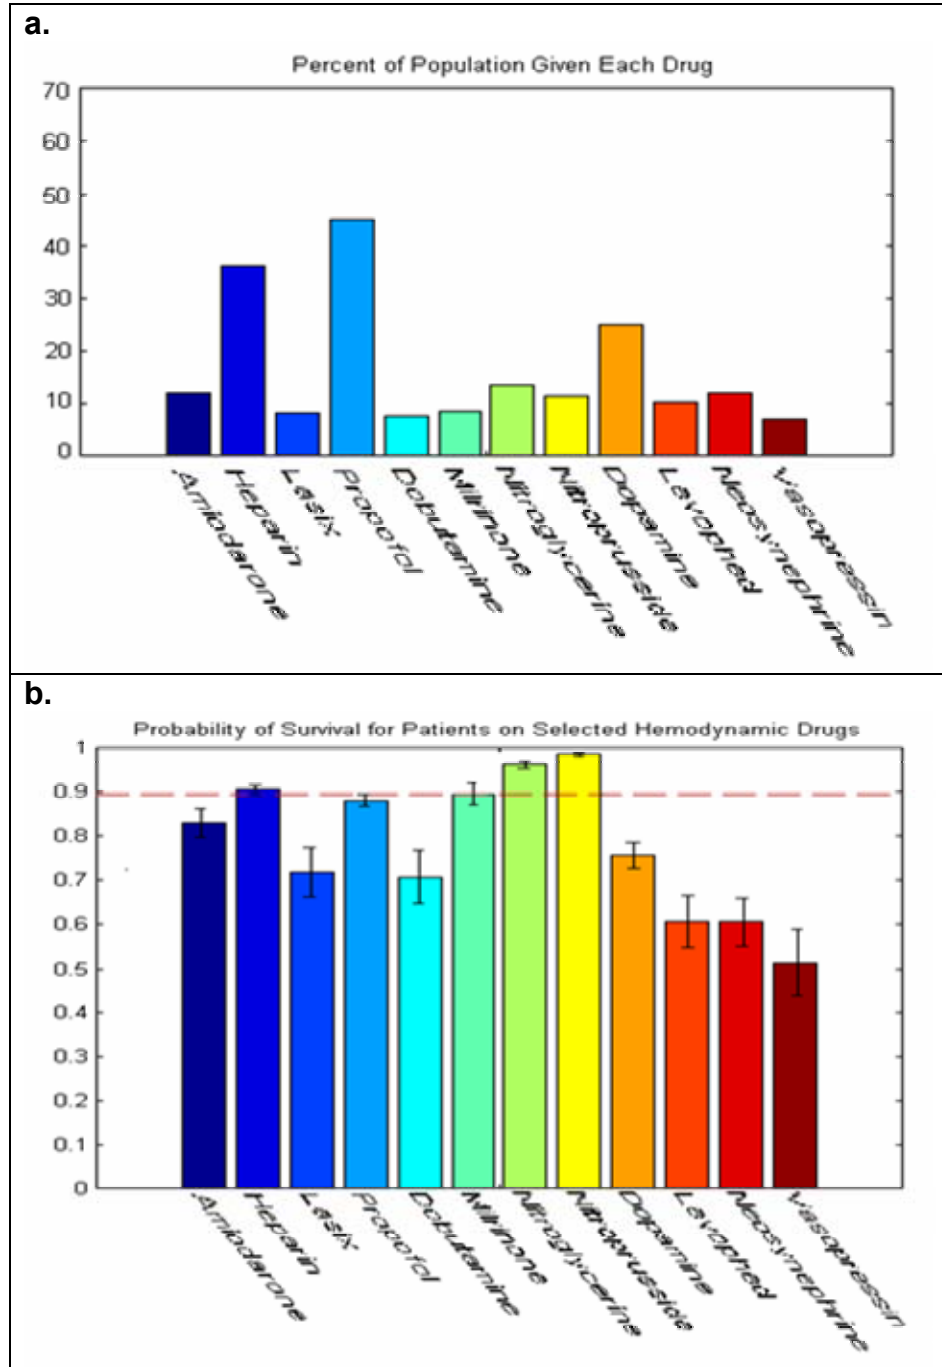 a.
Percent of Population Given Each Drug
70
60
50
40
30
20
10
0
Amiodarone
Heparin
Lasix
Propofol
Dobutamine
Milrinone
Nitroglycerine
Nitroprusside
Dopamine
Levophed
Neosynephrine
Vasopressin
b.
Probability of Survival for Patients on Selected Hemodynamic Drugs
1
0.9
0.8
0.7
0.6
0.5
0.4
0.3
0.2
0.1
0
Amiodarone
Heparin
Lasix
Propofol
Dobutamine
Milrinone
Nitroglycerine
Nitroprusside
Dopamine
Levophed
Neosynephrine
Vasopressin